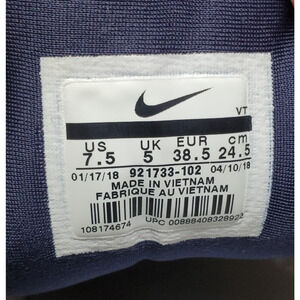 VT
US UK EUR cm
7.5 5 38.5 24.5
01/17/18 921733-102 04/10/18
MADE IN VIETNAM
FABRIQUE AU VIETNAM
108174674
UPC 00888408328922